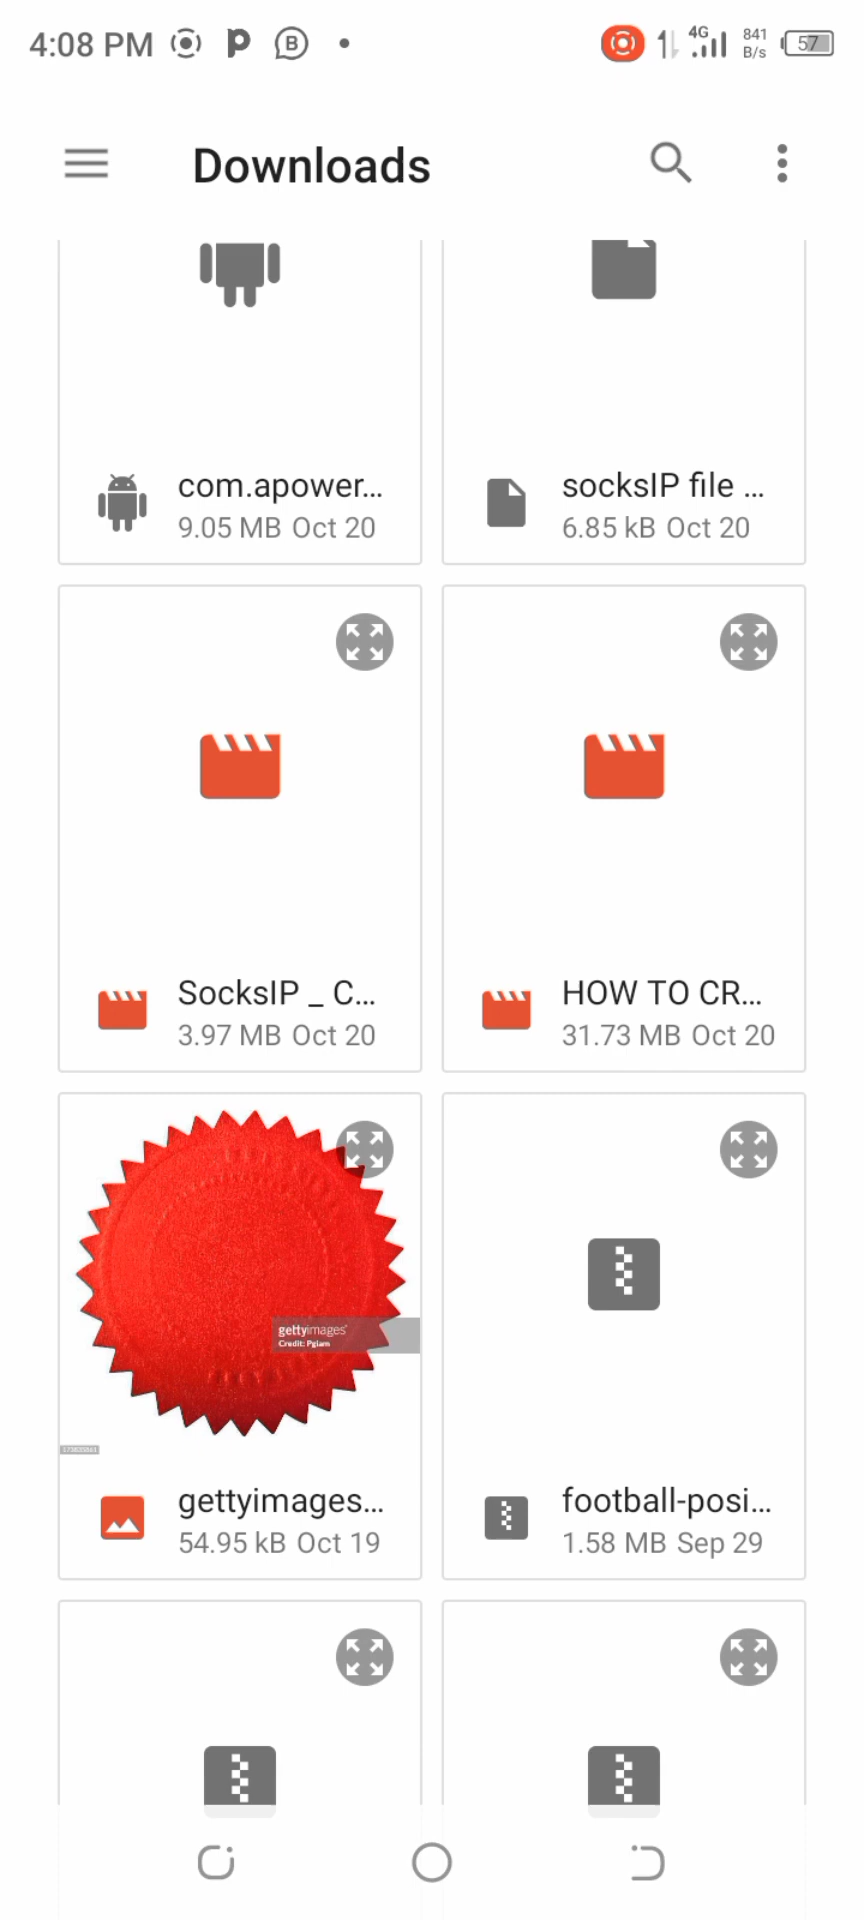 4:08 PM
4G
841
B/s
57
Downloads
com.apower...
9.05 MB Oct 20
socksIP file ...
6.85 kB Oct 20
SocksIP _ C...
3.97 MB Oct 20
HOW TO CR...
31.73 MB Oct 20
gettyimages®
Credit: Pgiam
gettyimages...
54.95 kB Oct 19
football-posi...
1.58 MB Sep 29